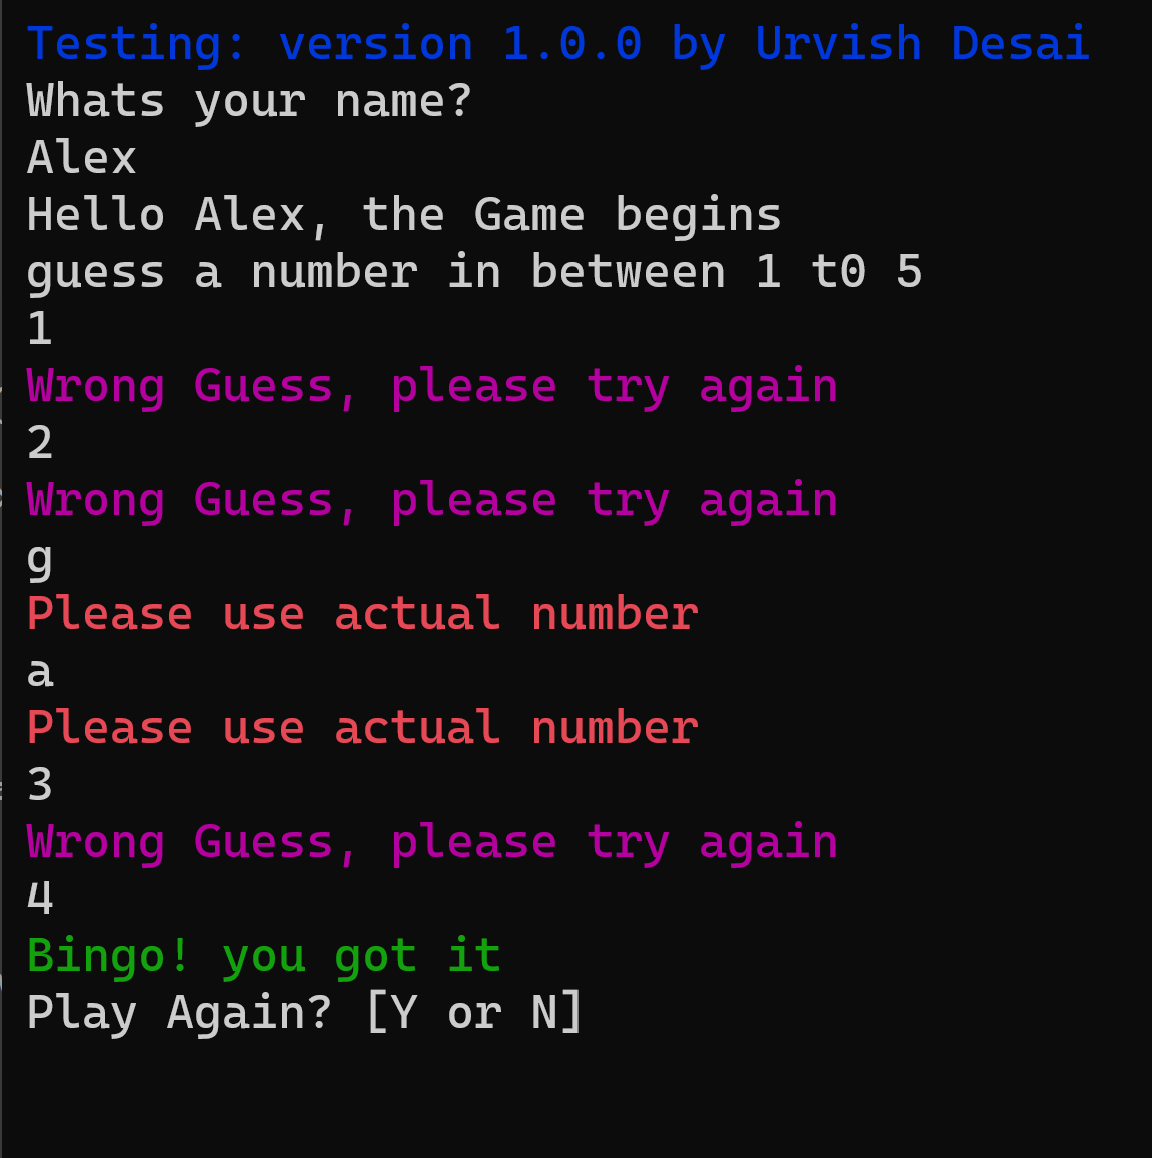 Testing: version 1.0.0 by Urvish Desai
Whats your name?
Alex
Hello Alex, the Game begins
guess a number in between 1 t0 5
1
Wrong Guess, please try again
2
Wrong Guess, please try again
g
Please use actual number
a
Please use actual number
3
Wrong Guess, please try again
4
Bingo! you got it
Play Again? [Y or N]